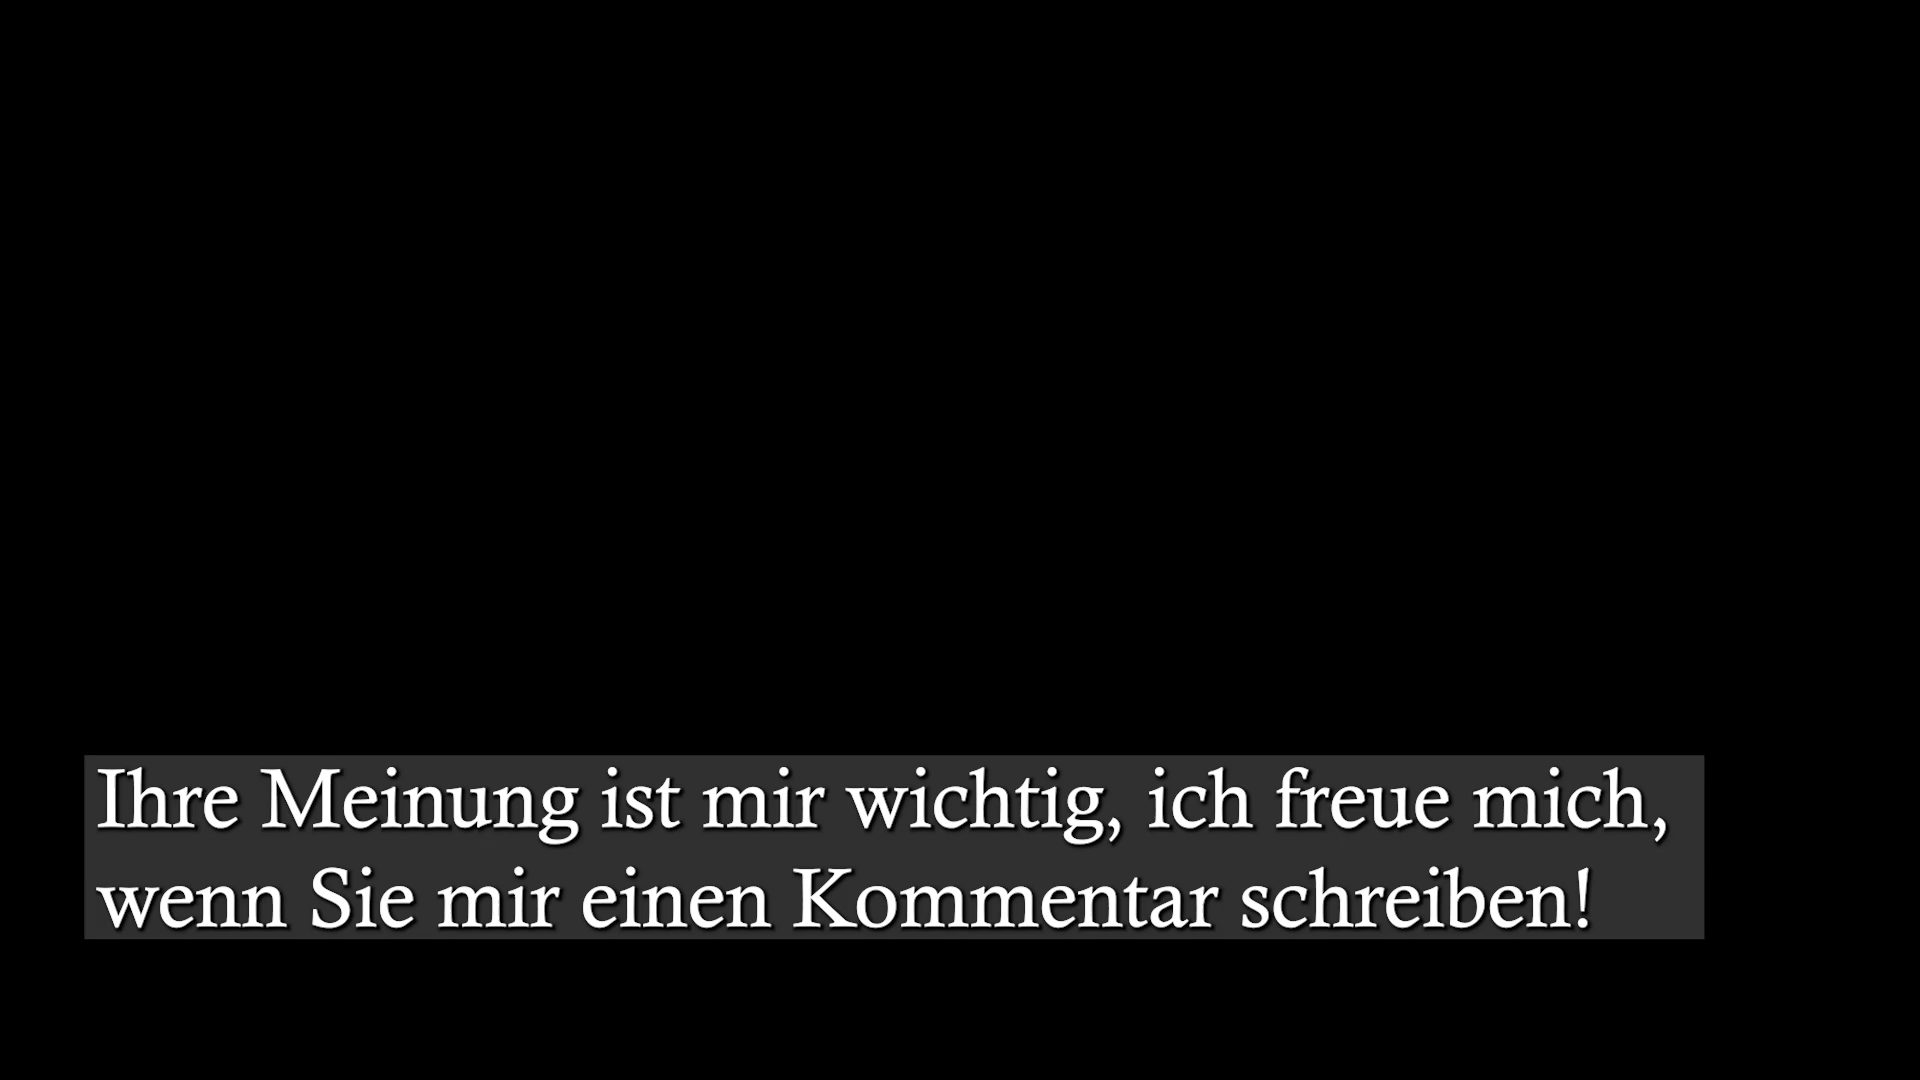 Ihre Meinung ist mir wichtig, ich freue mich,
wenn Sie mir einen Kommentar schreiben!